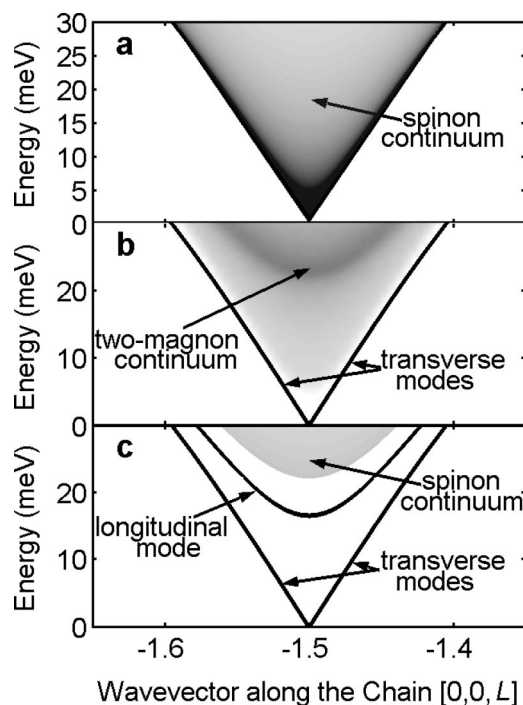 30
a
25
20
15
10
5
0
Energy (meV)
spinon
continuum
b
20
10
0
Energy (meV)
two-magnon
continuum
transverse
modes
c
20
10
0
Energy (meV)
longitudinal
mode
spinon
continuum
transverse
modes
-1.6
-1.5
-1.4
Wavevector along the Chain [0,0,L]